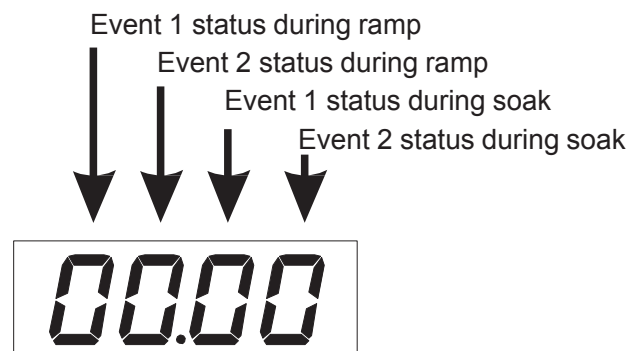 Event 1 status during ramp
Event 2 status during ramp
Event 1 status during soak
Event 2 status during soak
00.00